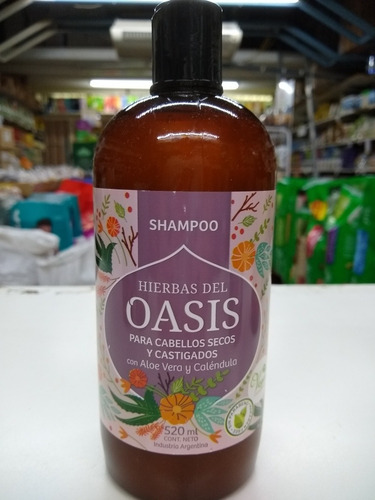 SHAMPOO
HIERBAS DEL
OASIS
PARA CABELLOS SECOS
Y CASTIGADOS
con Aloe Vera y Caléndula
520 ml
CONT. NETO
Industria Argentina